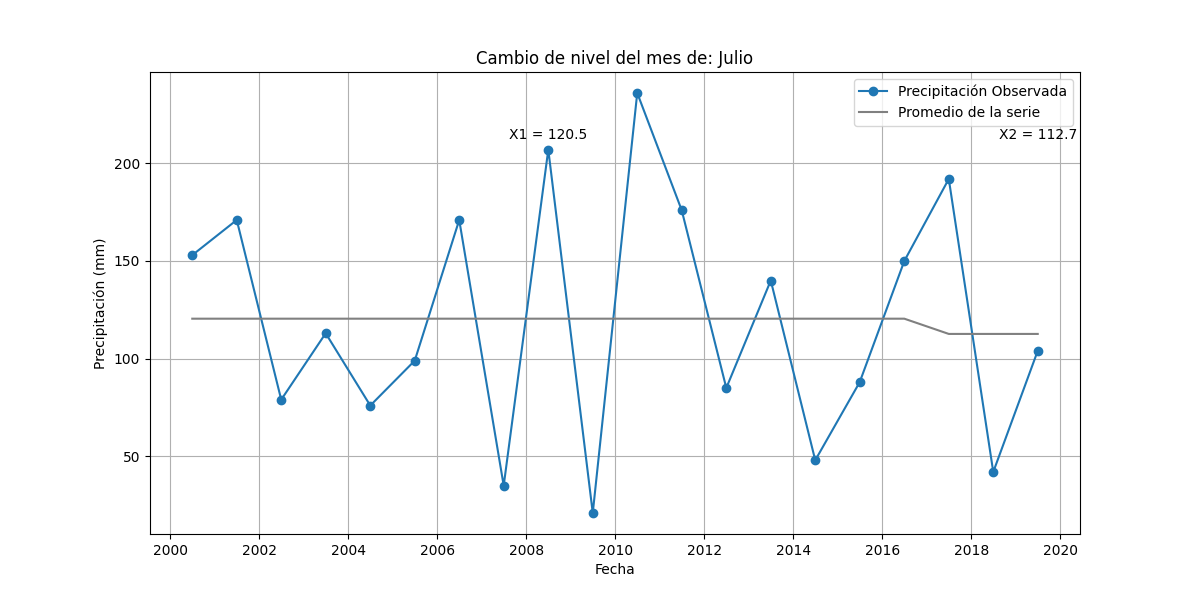 Cambio de nivel del mes de: Julio
Precipitación Observada
Promedio de la serie
X1 = 120.5
X2 = 112.7
Precipitación (mm)
200
150
100
50
2000 2002 2004 2006 2008 2010 2012 2014 2016 2018 2020
Fecha